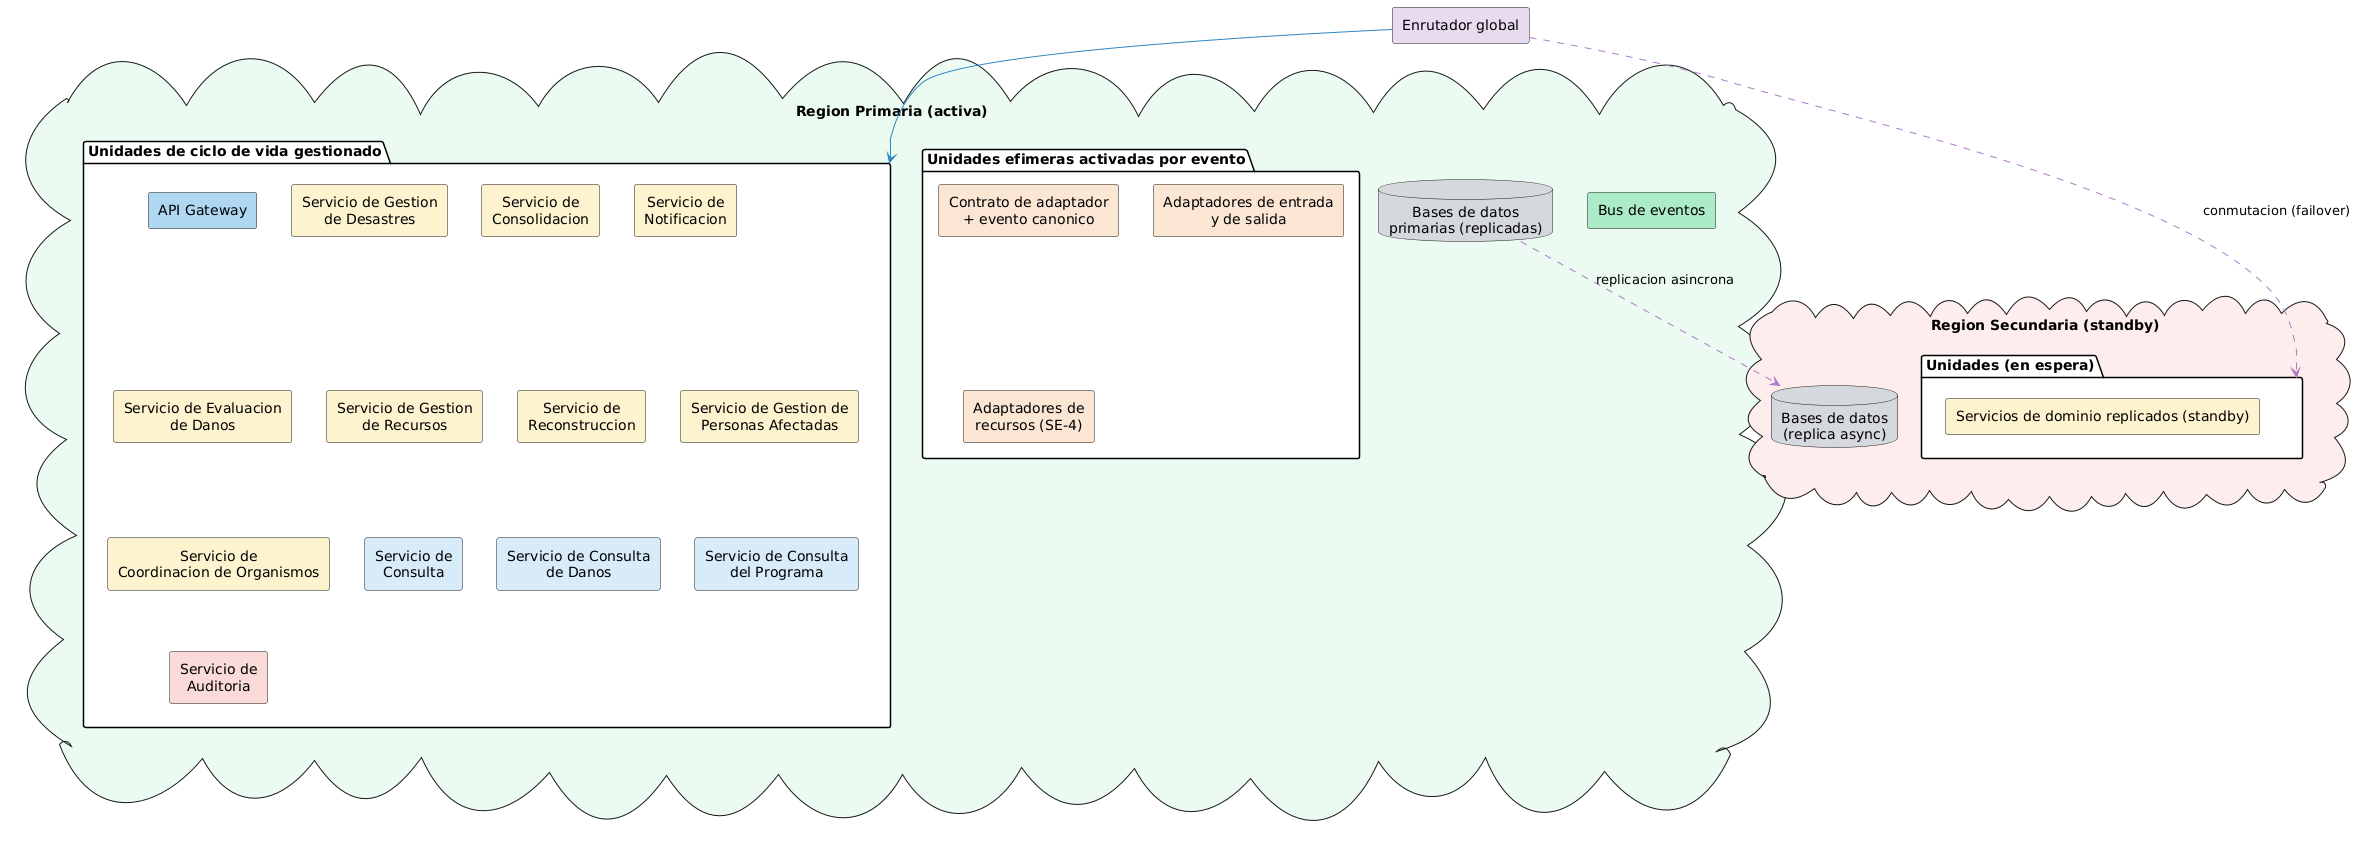 Enrutador global
Region Primaria (activa)
Unidades de ciclo de vida gestionado
API Gateway
Servicio de Gestion
de Desastres
Servicio de
Consolidacion
Servicio de
Notificacion
Servicio de Evaluacion
de Danos
Servicio de Gestion
de Recursos
Servicio de
Reconstruccion
Servicio de Gestion de
Personas Afectadas
Servicio de
Coordinacion de Organismos
Servicio de
Consulta
Servicio de Consulta
de Danos
Servicio de Consulta
del Programa
Servicio de
Auditoria
Unidades efimeras activadas por evento
Contrato de adaptador
+ evento canonico
Adaptadores de entrada
y de salida
Adaptadores de
recursos (SE-4)
Bases de datos
primarias (replicadas)
Bus de eventos
replicacion asincrona
conmutacion (failover)
Region Secundaria (standby)
Bases de datos
(replica async)
Unidades (en espera)
Servicios de dominio replicados (standby)